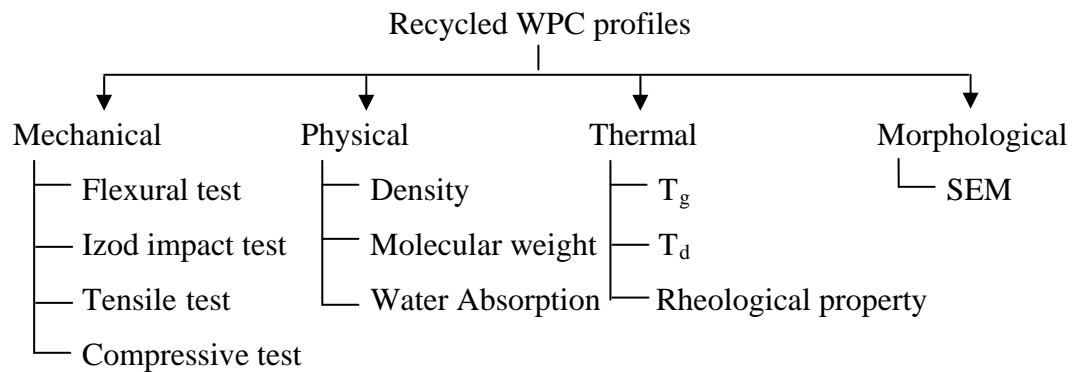 Recycled WPC profiles
Mechanical
Flexural test
Izod impact test
Tensile test
Compressive test
Physical
Density
Molecular weight
Water Absorption
Thermal
Tg
Td
Rheological property
Morphological
SEM